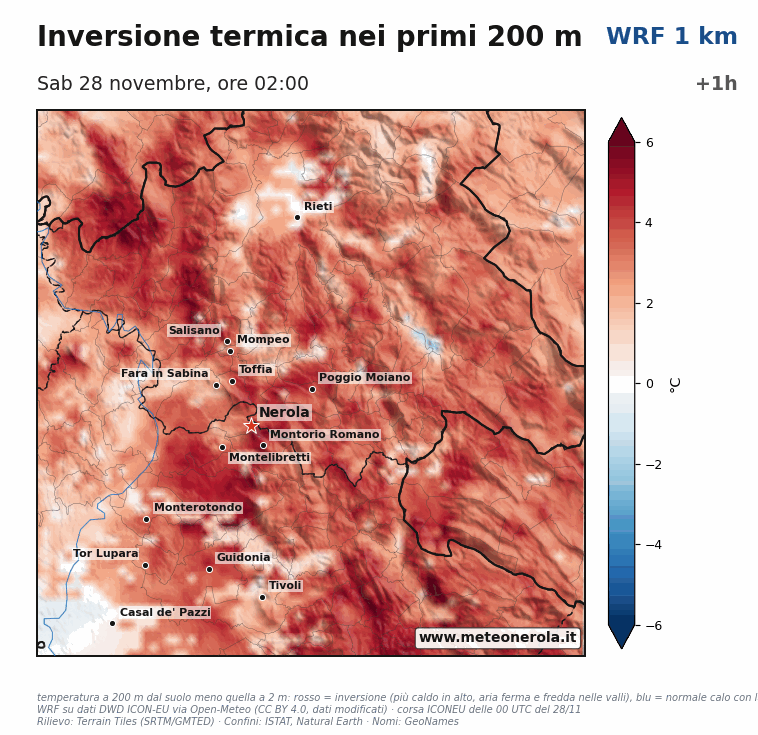 Inversione termica nei primi 200 m
WRF 1 km
Sab 28 novembre, ore 02:00
+1h
Rieti
Salisano
Mompeo
Toffia
Fara in Sabina
Poggio Moiano
Nerola
Montorio Romano
Montelibretti
Monterotondo
Tor Lupara
Guidonia
Tivoli
Casal de' Pazzi
www.meteonerola.it
6
4
2
0
−2
−4
−6
°C
temperatura a 200 m dal suolo meno quella a 2 m: rosso = inversione (più caldo in alto, aria ferma e fredda nelle valli), blu = normale calo con l
WRF su dati DWD ICON-EU via Open-Meteo (CC BY 4.0, dati modificati) · corsa ICONEU delle 00 UTC del 28/11
Rilievo: Terrain Tiles (SRTM/GMTED) · Confini: ISTAT, Natural Earth · Nomi: GeoNames